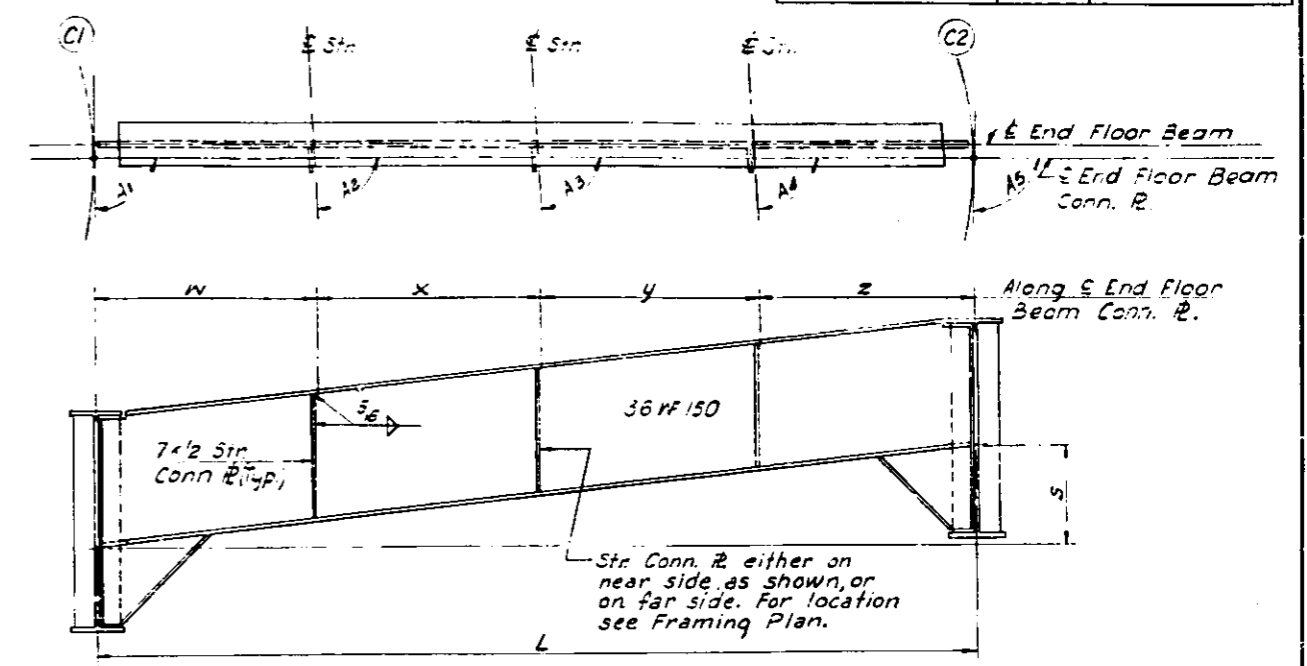 C1
℄ Str.
℄ Str.
℄ Str.
C2
℄ End Floor Beam
℄ End Floor Beam
Conn. ℞.
A1
A2
A3
A4
A5
w
x
y
z
Along ℄ End Floor
Beam Conn. ℞.
5/16
36 WF 150
7×1/2 Str.
Conn ℞ (Typ.)
S
Str. Conn. ℞ either on
near side, as shown, or
on far side. For location
see Framing Plan.
L